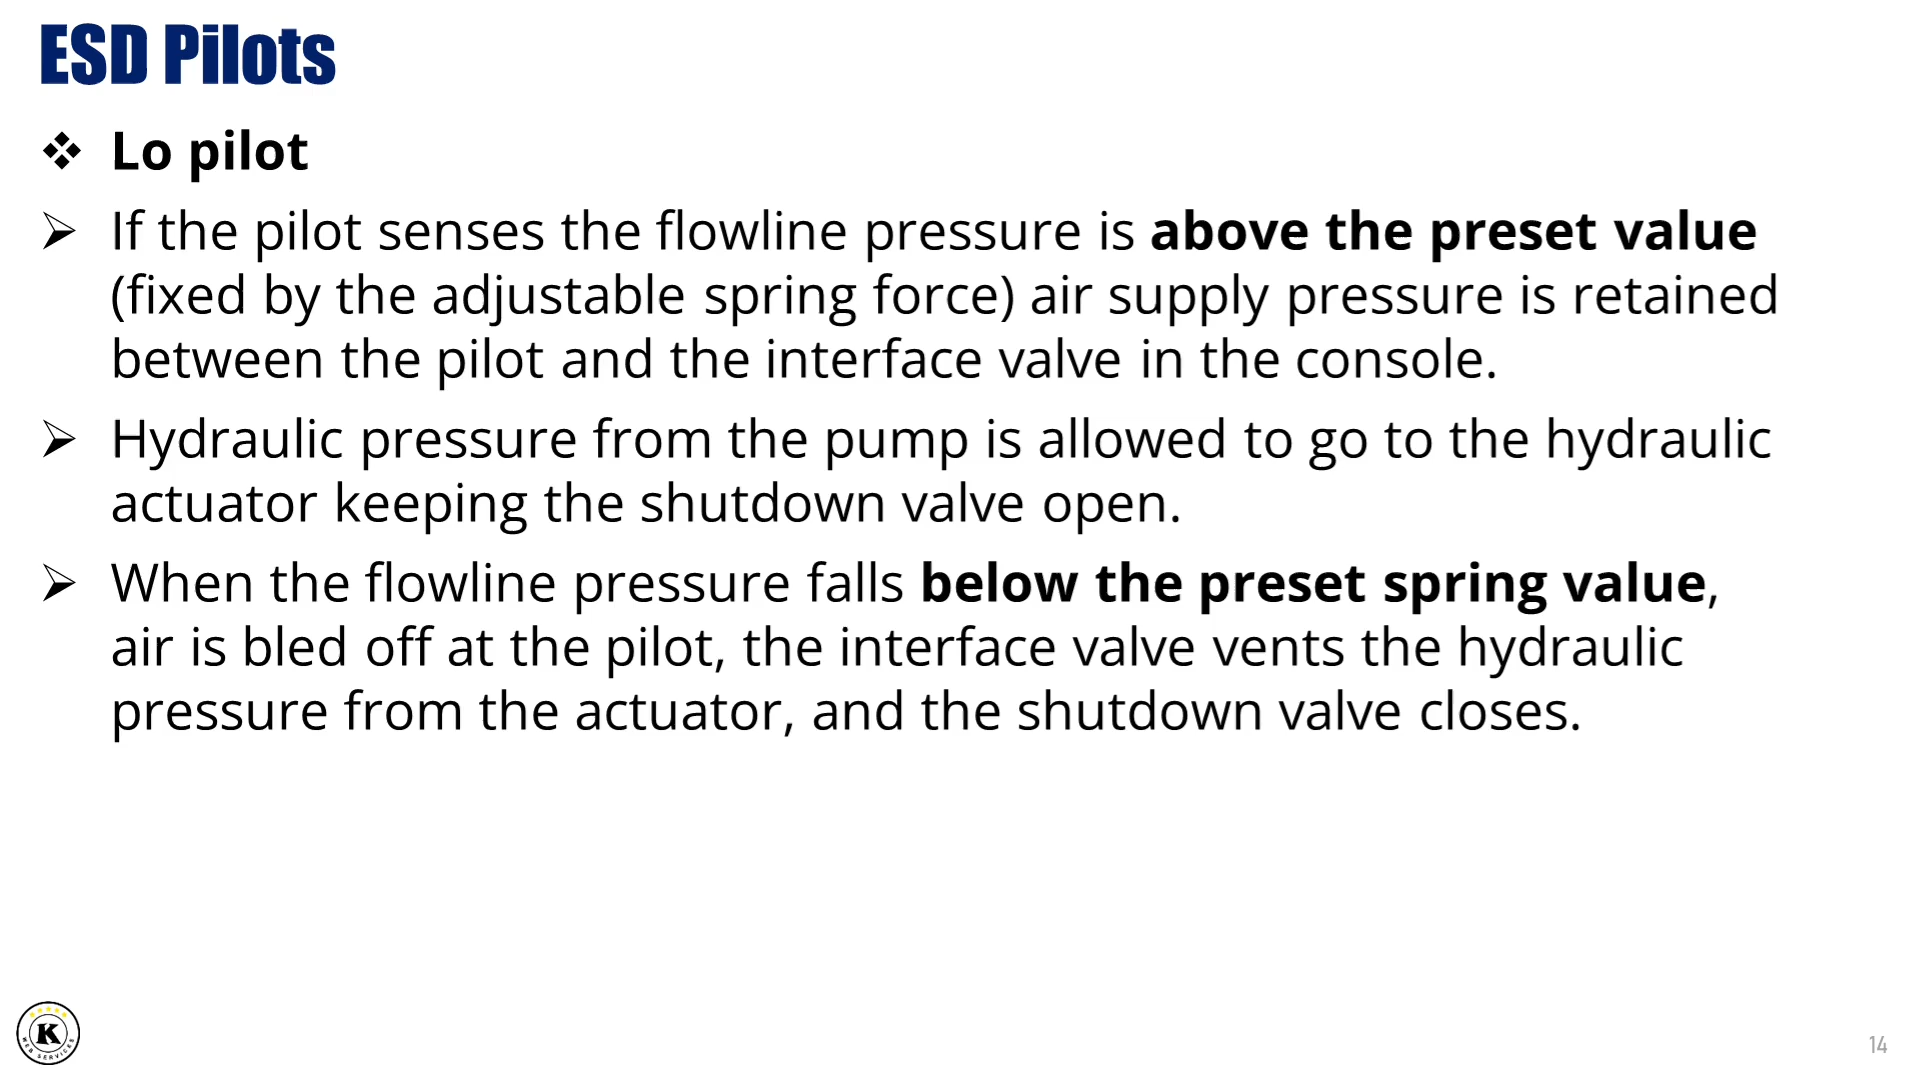 ESD Pilots
❖ Lo pilot
➢ If the pilot senses the flowline pressure is above the preset value
(fixed by the adjustable spring force) air supply pressure is retained
between the pilot and the interface valve in the console.
➢ Hydraulic pressure from the pump is allowed to go to the hydraulic
actuator keeping the shutdown valve open.
➢ When the flowline pressure falls below the preset spring value,
air is bled off at the pilot, the interface valve vents the hydraulic
pressure from the actuator, and the shutdown valve closes.
K
WEB SERVICES
14